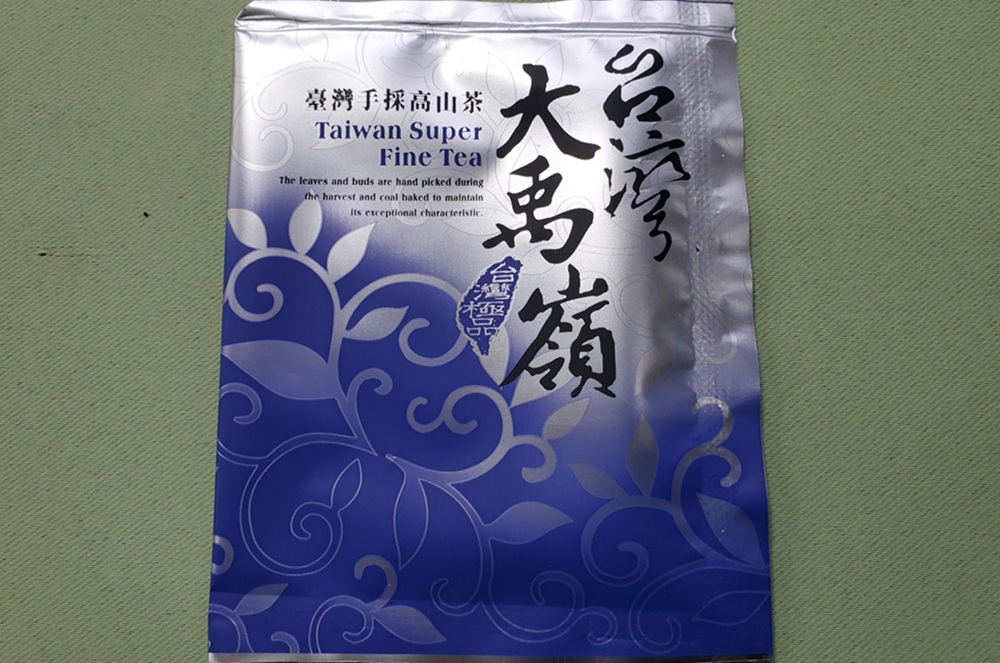 台灣
大禹嶺
臺灣手採高山茶
Taiwan Super
Fine Tea
The leaves and buds are hand picked during
the harvest and coal baked to maintain
its exceptional characteristic.
台灣極品